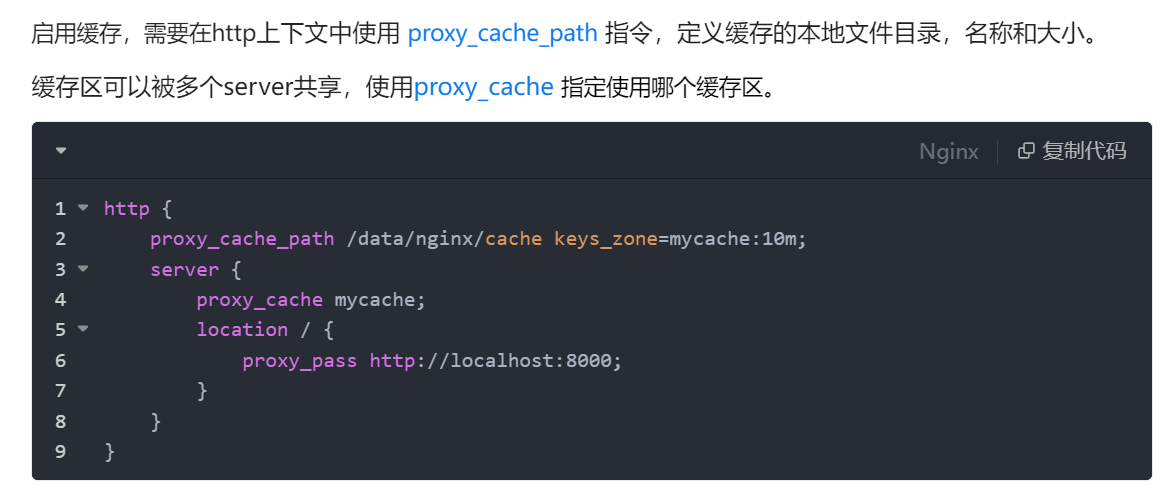 启用缓存，需要在http上下文中使用 proxy_cache_path 指令，定义缓存的本地文件目录，名称和大小。
缓存区可以被多个server共享，使用proxy_cache 指定使用哪个缓存区。
Nginx 复制代码
1 http {
2     proxy_cache_path /data/nginx/cache keys_zone=mycache:10m;
3     server {
4         proxy_cache mycache;
5         location / {
6             proxy_pass http://localhost:8000;
7         }
8     }
9 }